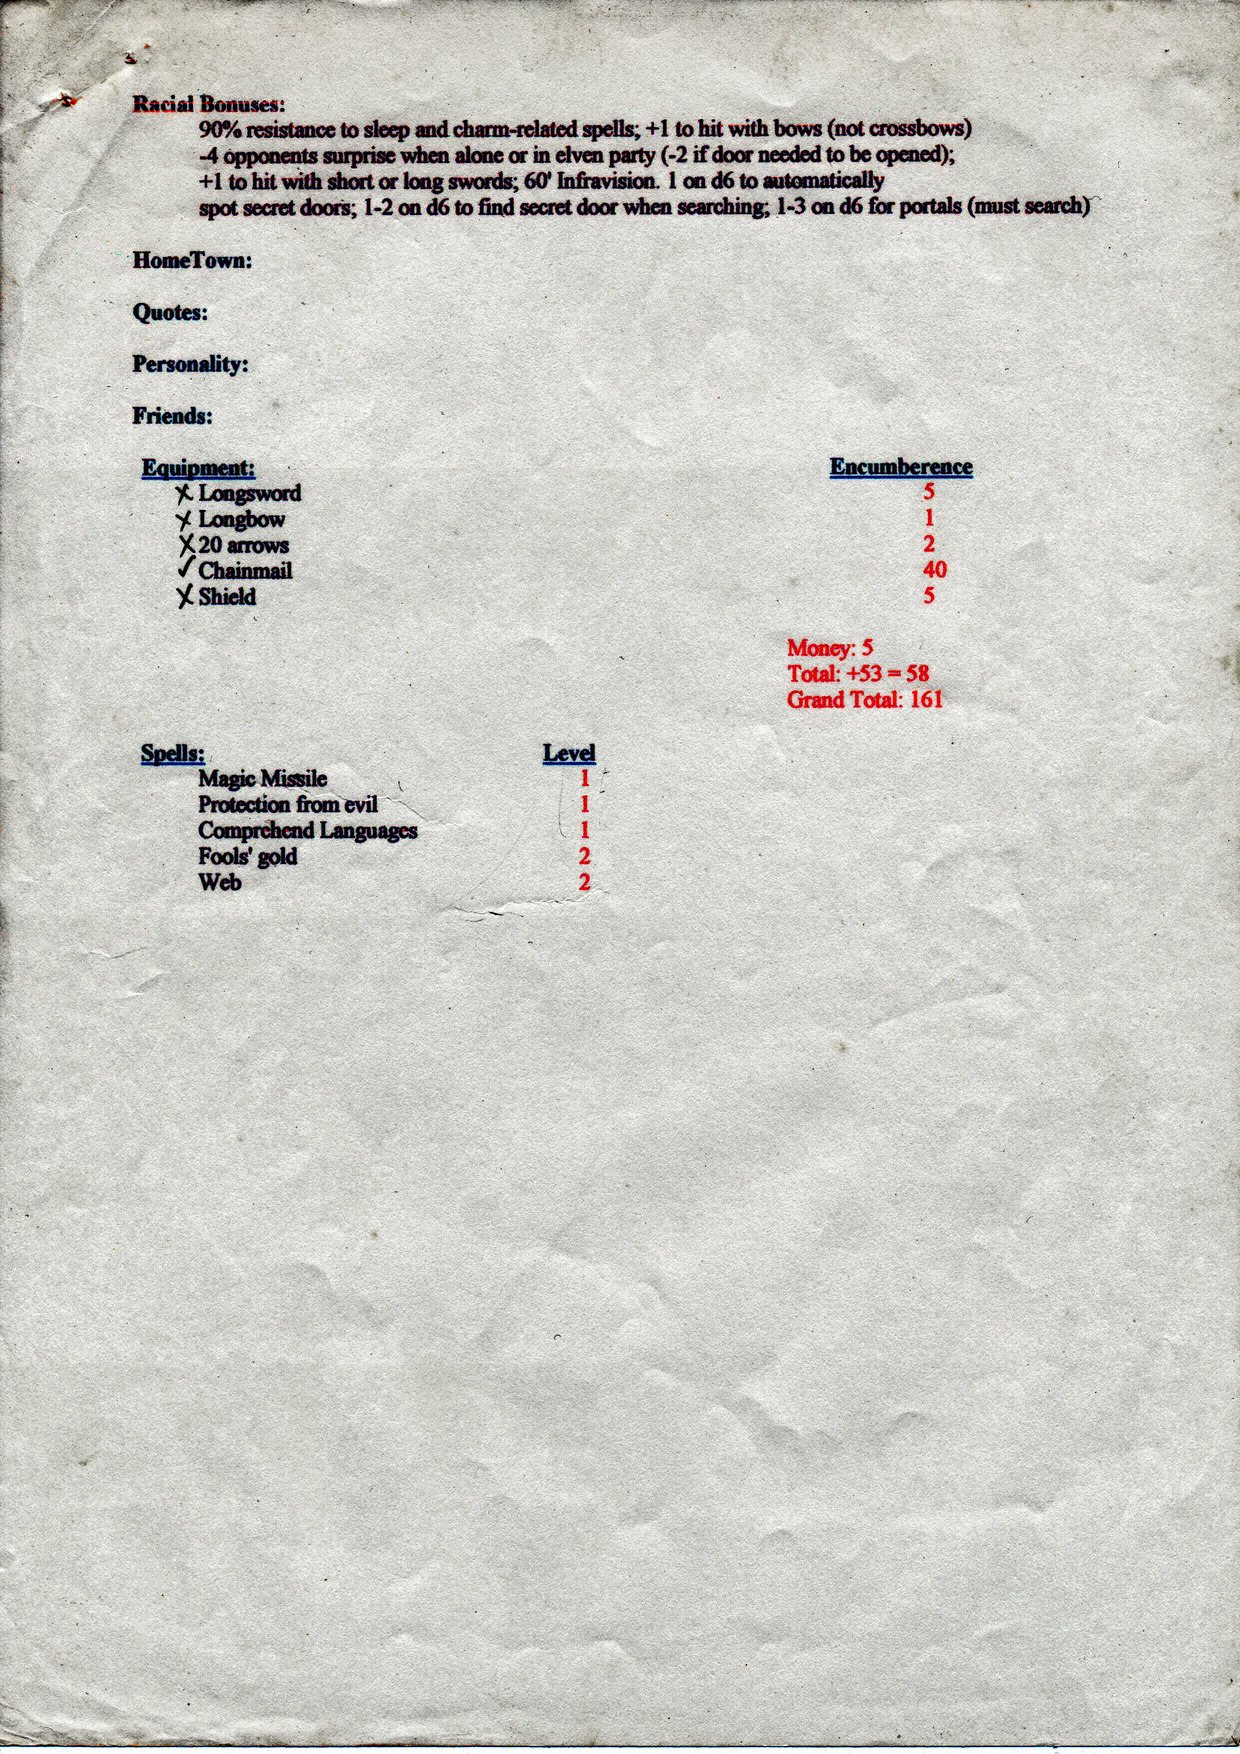 Racial Bonuses:
90% resistance to sleep and charm-related spells; +1 to hit with bows (not crossbows)
-4 opponents surprise when alone or in elven party (-2 if door needed to be opened);
+1 to hit with short or long swords; 60' Infravision. 1 on d6 to automatically
spot secret doors; 1-2 on d6 to find secret door when searching; 1-3 on d6 for portals (must search)
HomeTown:
Quotes:
Personality:
Friends:
Equipment: Encumberence
X Longsword 5
X Longbow 1
X 20 arrows 2
✓ Chainmail 40
X Shield 5
Money: 5
Total: +53 = 58
Grand Total: 161
Spells: Level
Magic Missile 1
Protection from evil 1
Comprehend Languages 1
Fools' gold 2
Web 2